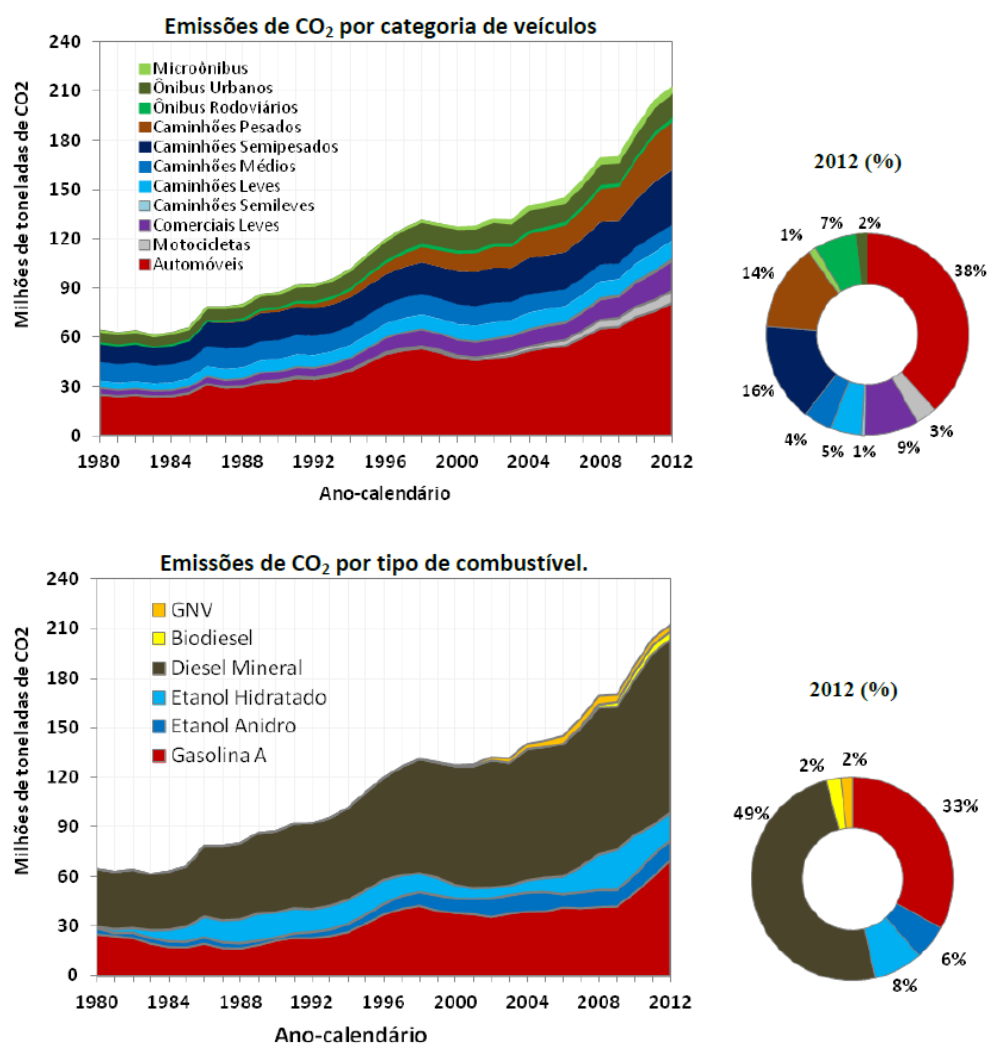 Emissões de CO₂ por categoria de veículos
Milhões de toneladas de CO2
240
210
180
150
120
90
60
30
0
Microônibus
Ônibus Urbanos
Ônibus Rodoviários
Caminhões Pesados
Caminhões Semipesados
Caminhões Médios
Caminhões Leves
Caminhões Semileves
Comerciais Leves
Motocicletas
Automóveis
1980 1984 1988 1992 1996 2000 2004 2008 2012
Ano-calendário
2012 (%)
1% 7% 2%
14% 38%
16%
4% 5% 1% 9% 3%
Emissões de CO₂ por tipo de combustível.
Milhões de toneladas de CO2
240
210
180
150
120
90
60
30
0
GNV
Biodiesel
Diesel Mineral
Etanol Hidratado
Etanol Anidro
Gasolina A
1980 1984 1988 1992 1996 2000 2004 2008 2012
Ano-calendário
2012 (%)
2% 2%
49% 33%
6%
8%